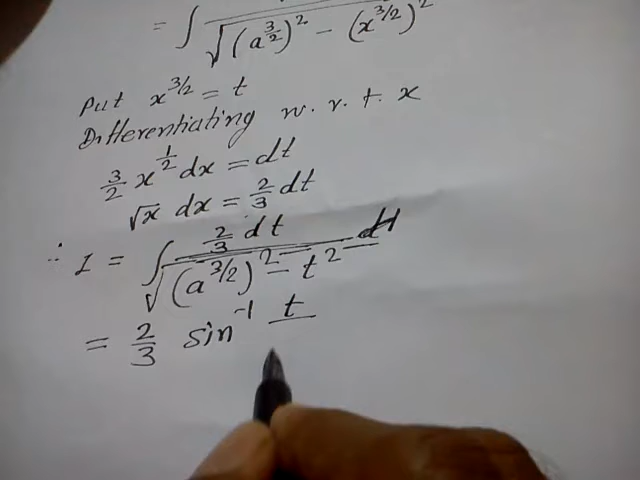 = ∫ / √((a^3/2)^2 - (x^3/2)^2
Put x^3/2 = t
Differentiating w.r.t. x
3/2 x^1/2 dx = dt
√x dx = 2/3 dt
∴ I = ∫ 2/3 dt / √((a^3/2)^2 - t^2
= 2/3 sin^-1 t